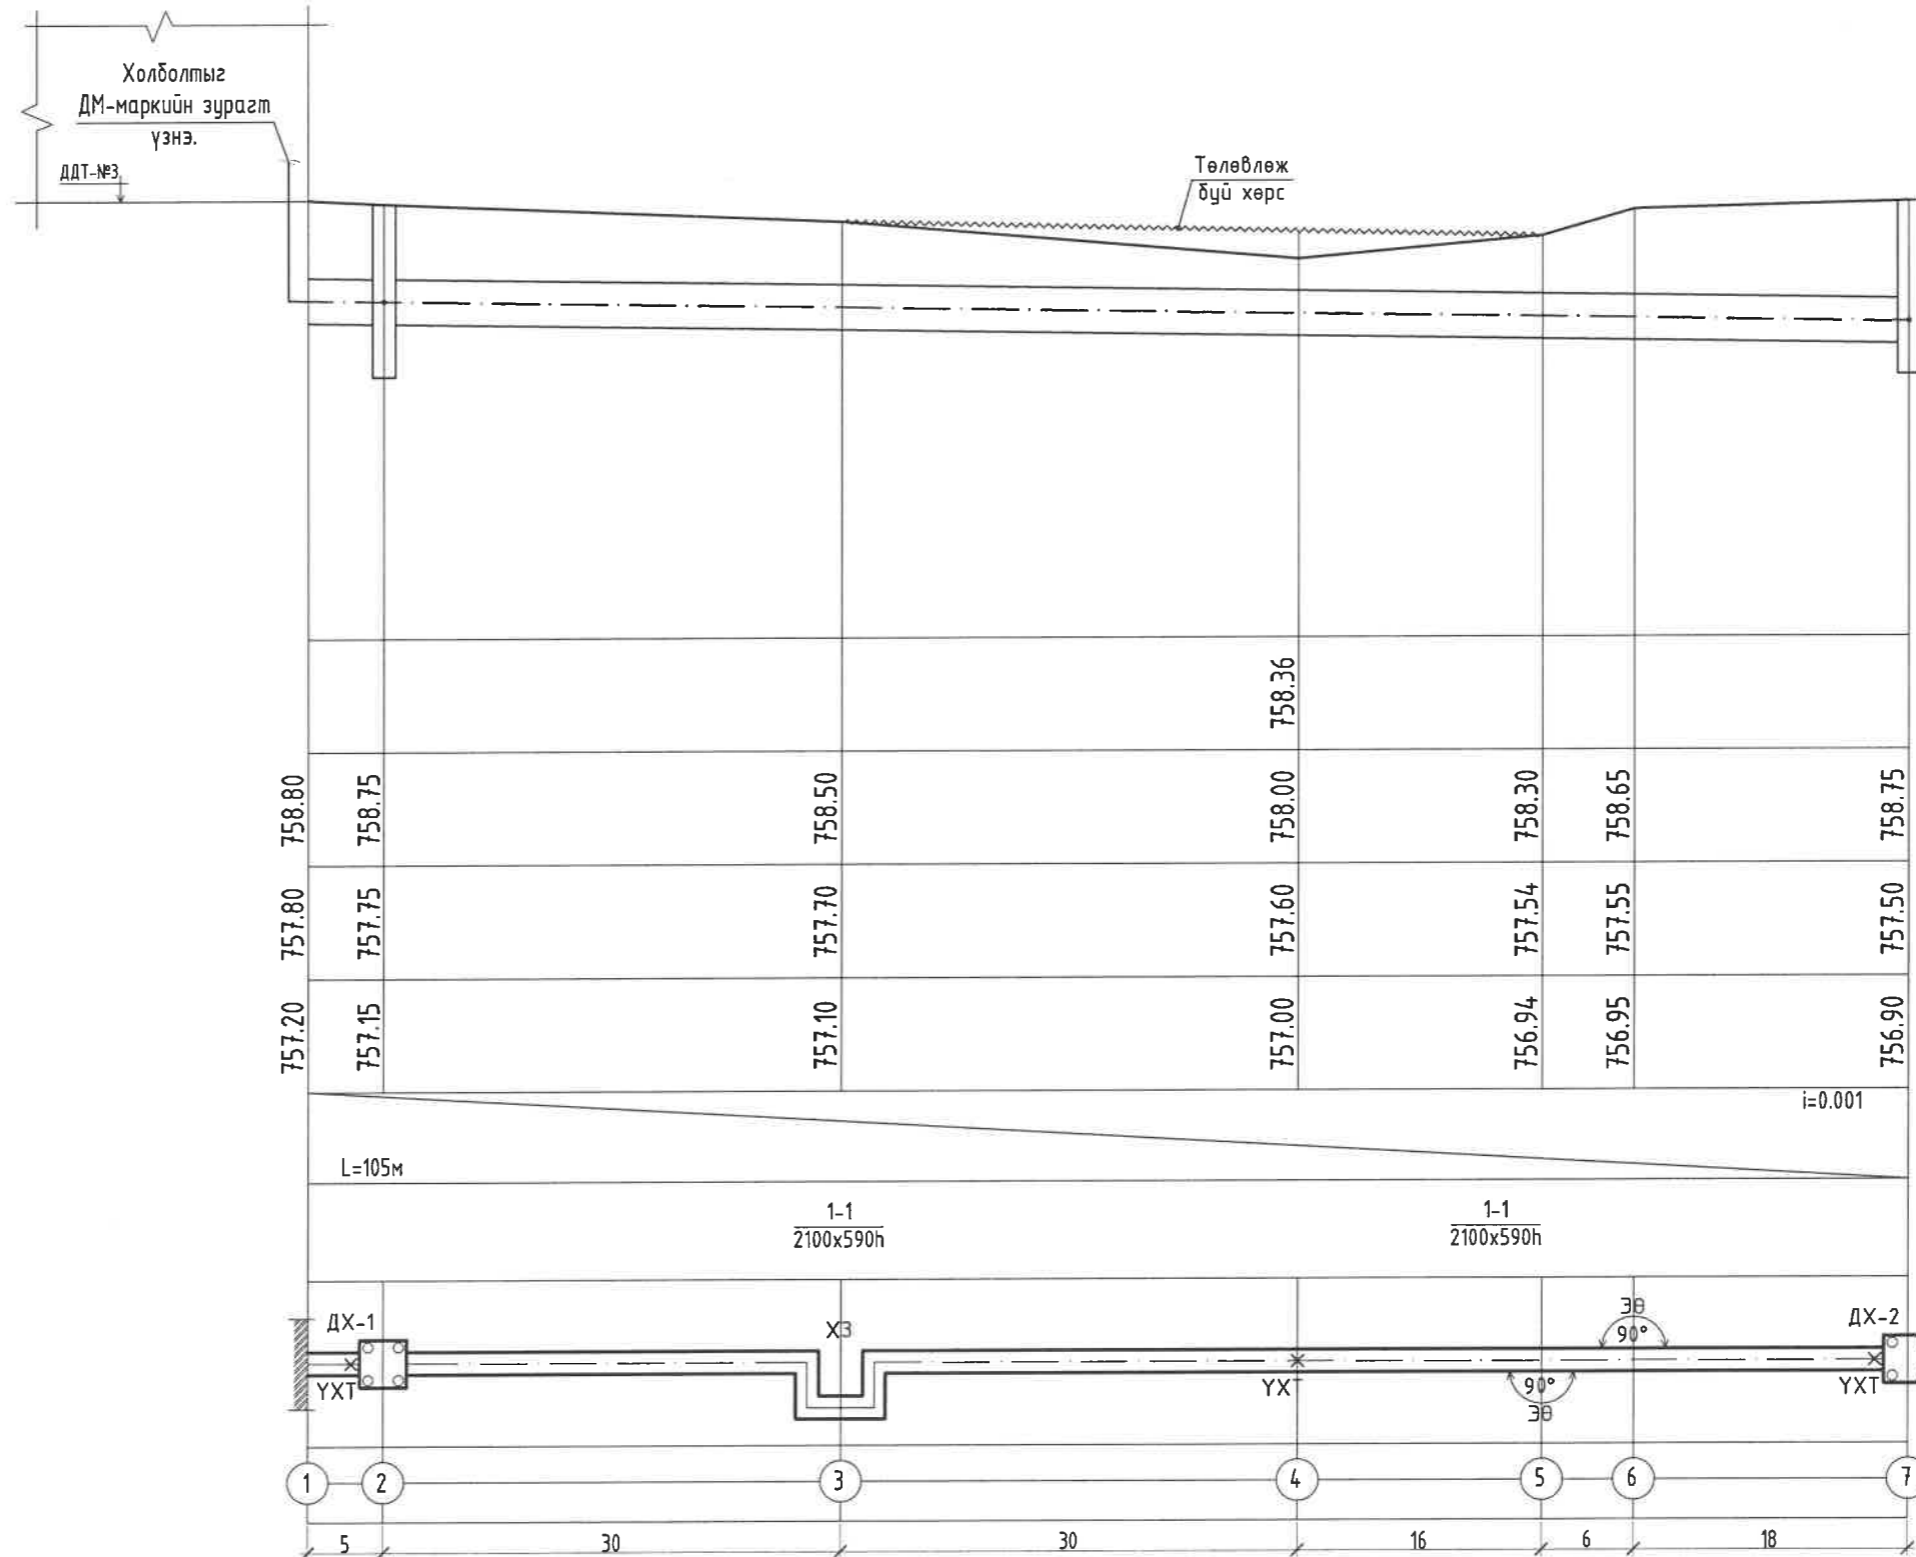 Холболтыг
ДМ-маркийн зурагт
үзнэ.
ДДТ-№3
Төлөвлөж
буй хөрс
758.36
758.80 758.75 758.50 758.00 758.30 758.65 758.75
757.80 757.75 757.70 757.60 757.54 757.55 757.50
757.20 757.15 757.10 757.00 756.94 756.95 756.90
i=0.001
L=105м
1-1 1-1
2100x590h 2100x590h
ДХ-1 ХЗ ЭӨ ДХ-2
90°
ҮХТ ҮХТ 90° ҮХТ
ЭӨ
1 2 3 4 5 6 7
5 30 30 16 6 18